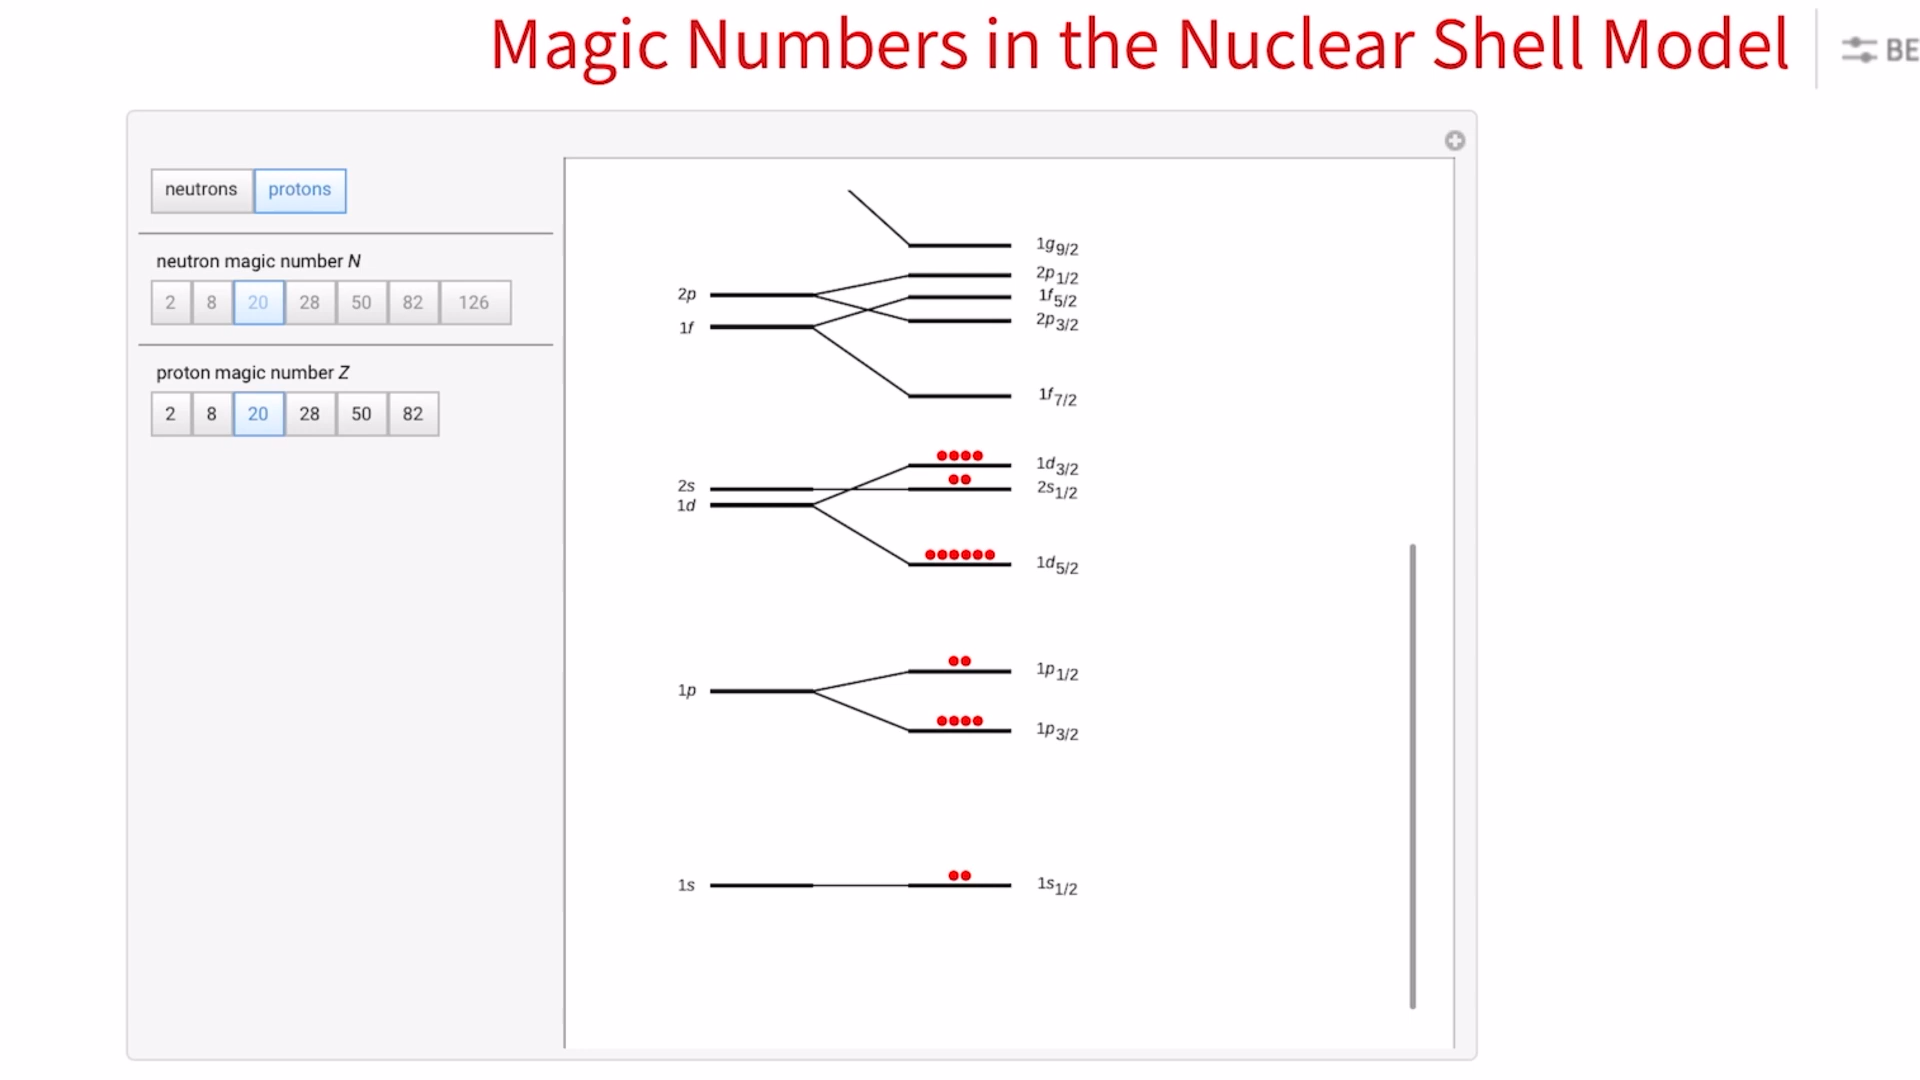 Magic Numbers in the Nuclear Shell Model
BE
neutrons protons
neutron magic number N
2 8 20 28 50 82 126
proton magic number Z
2 8 20 28 50 82
1g9/2
2p1/2
2p
1f5/2
2p3/2
1f
1f7/2
1d3/2
2s
2s1/2
1d
1d5/2
1p1/2
1p
1p3/2
1s
1s1/2